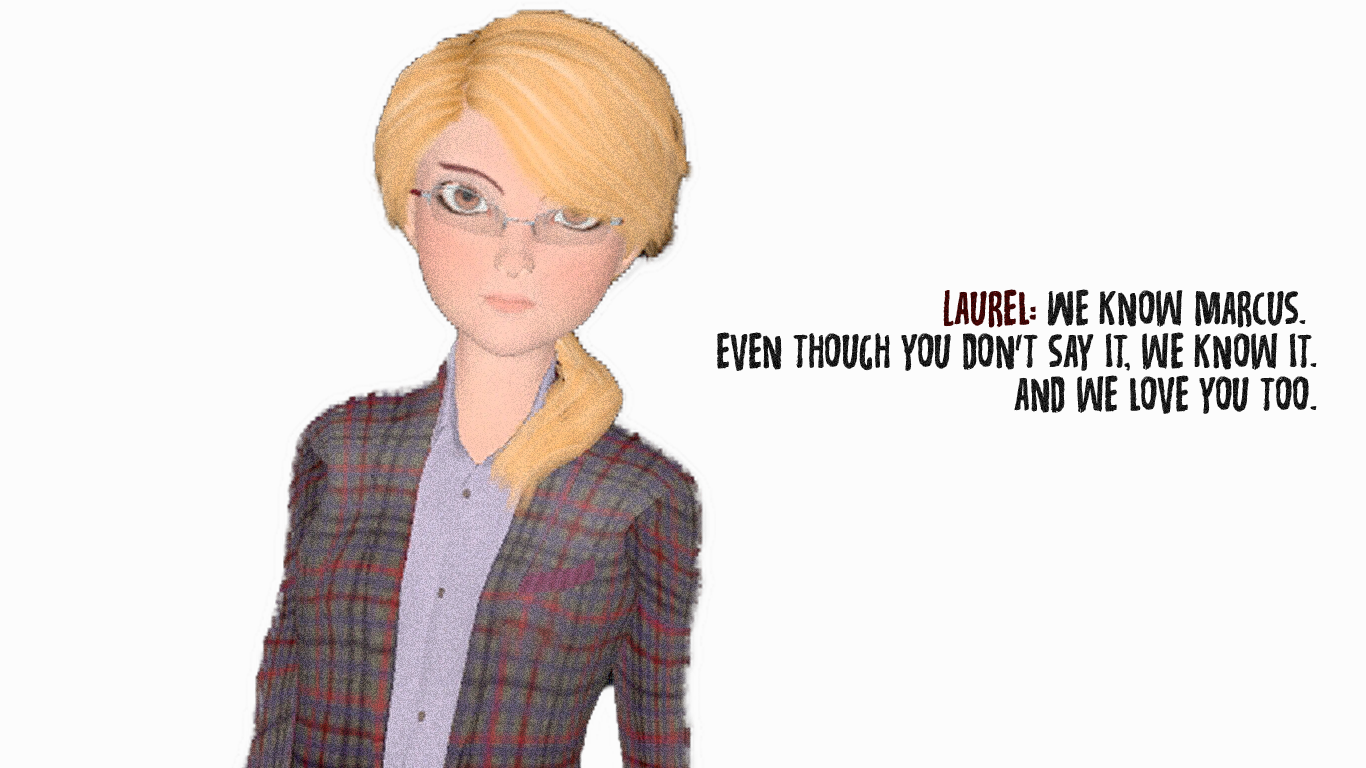 LAUREL: WE KNOW MARCUS.
EVEN THOUGH YOU DON'T SAY IT, WE KNOW IT.
AND WE LOVE YOU TOO.